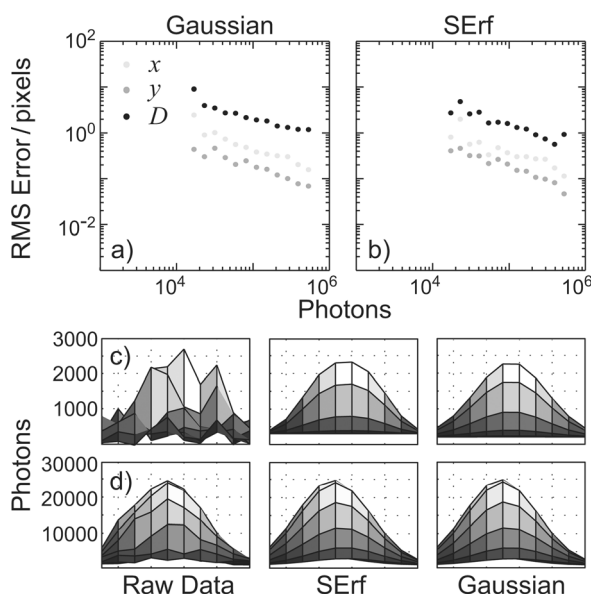 Gaussian
SErf
10^2
10^0
10^-2
RMS Error / pixels
x
y
D
a)
b)
10^4
10^6
10^4
10^6
Photons
3000
2000
1000
c)
30000
20000
10000
d)
Photons
Raw Data
SErf
Gaussian